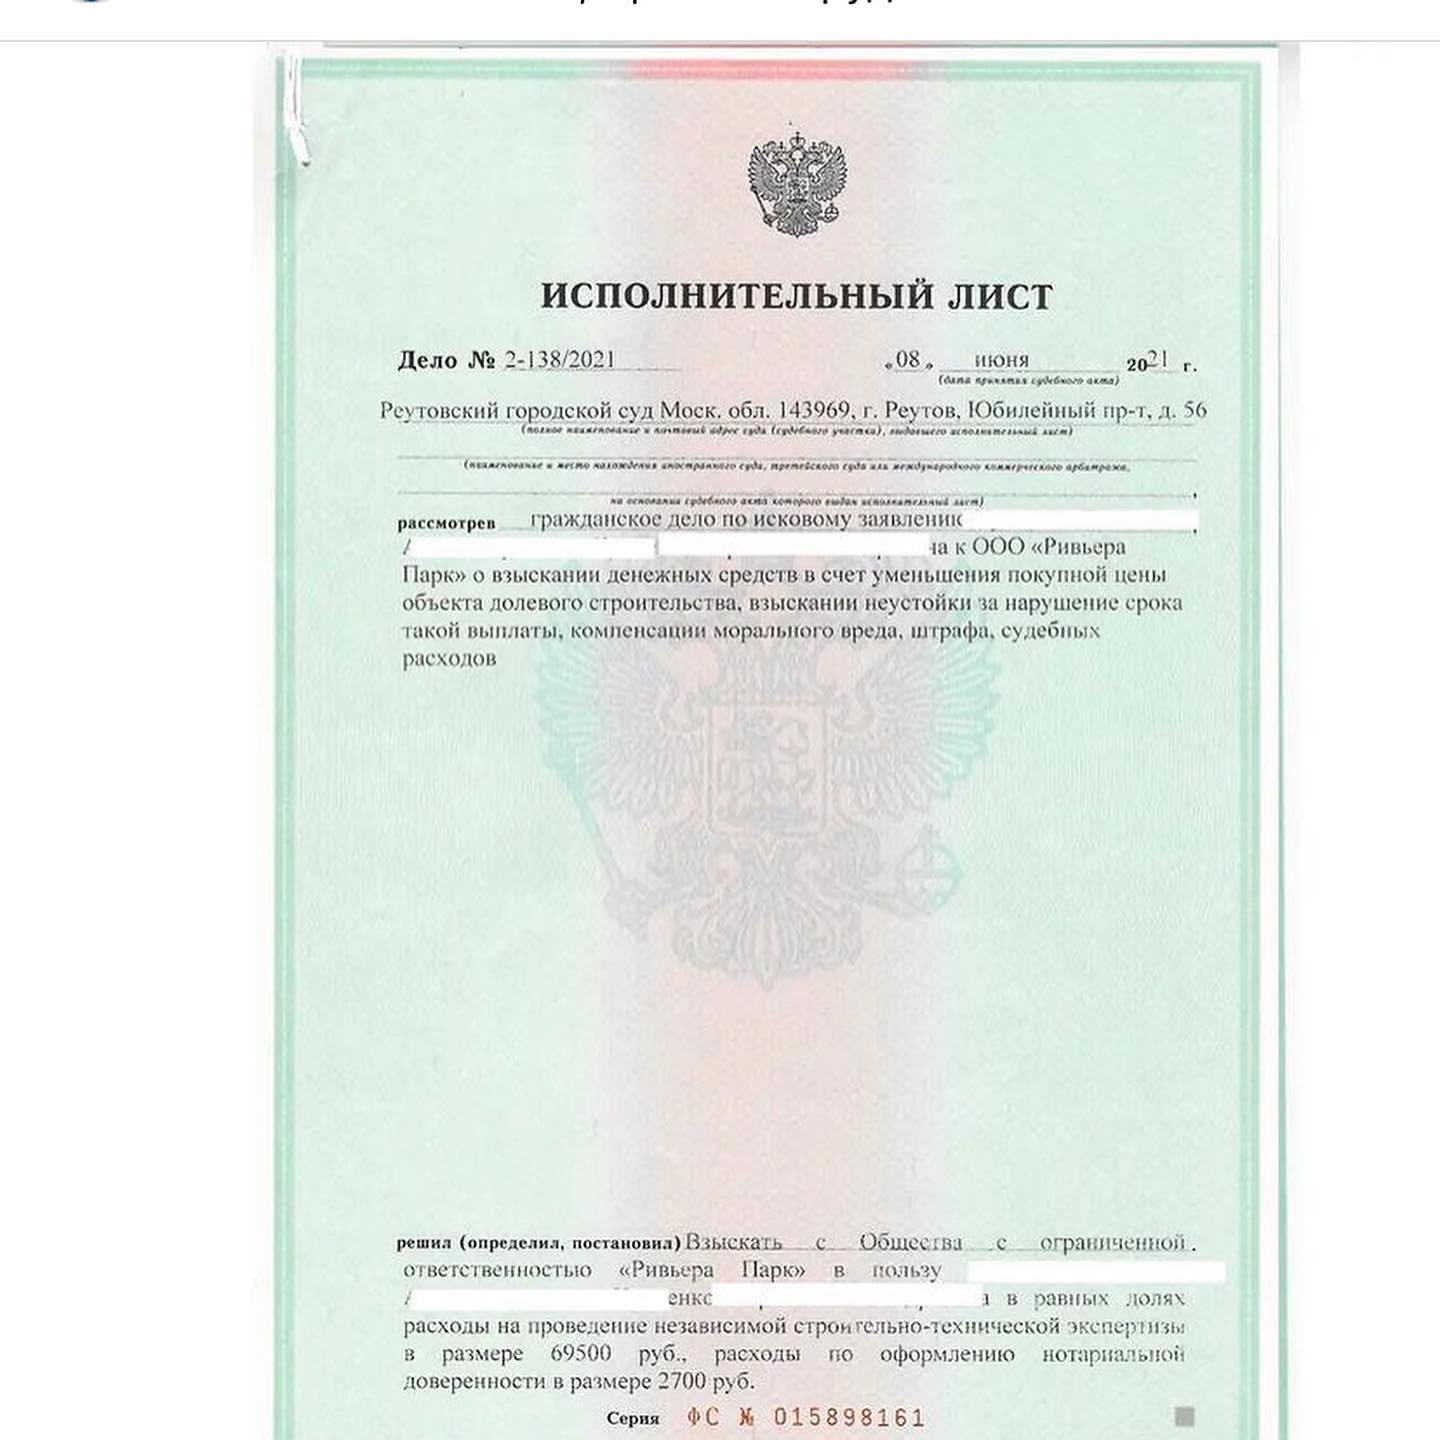 ИСПОЛНИТЕЛЬНЫЙ ЛИСТ
Дело № 2-138/2021 «08» июня 2021 г.
(дата принятия судебного акта)
Реутовский городской суд Моск. обл. 143969, г. Реутов, Юбилейный пр-т, д. 56
(полное наименование и почтовый адрес суда (судебного участка), выдавшего исполнительный лист)
(наименование и место нахождения иностранного суда, третейского суда или международного коммерческого арбитража,
на основании судебного акта которого выдан исполнительный лист)
рассмотрев гражданское дело по исковому заявлению
на к ООО «Ривьера
Парк» о взыскании денежных средств в счет уменьшения покупной цены
объекта долевого строительства, взыскании неустойки за нарушение срока
такой выплаты, компенсации морального вреда, штрафа, судебных
расходов
решил (определил, постановил) Взыскать с Общества с ограниченной
ответственностью «Ривьера Парк» в пользу
енко а в равных долях
расходы на проведение независимой строительно-технической экспертизы
в размере 69500 руб., расходы по оформлению нотариальной
доверенности в размере 2700 руб.
Серия ФС № 015898161